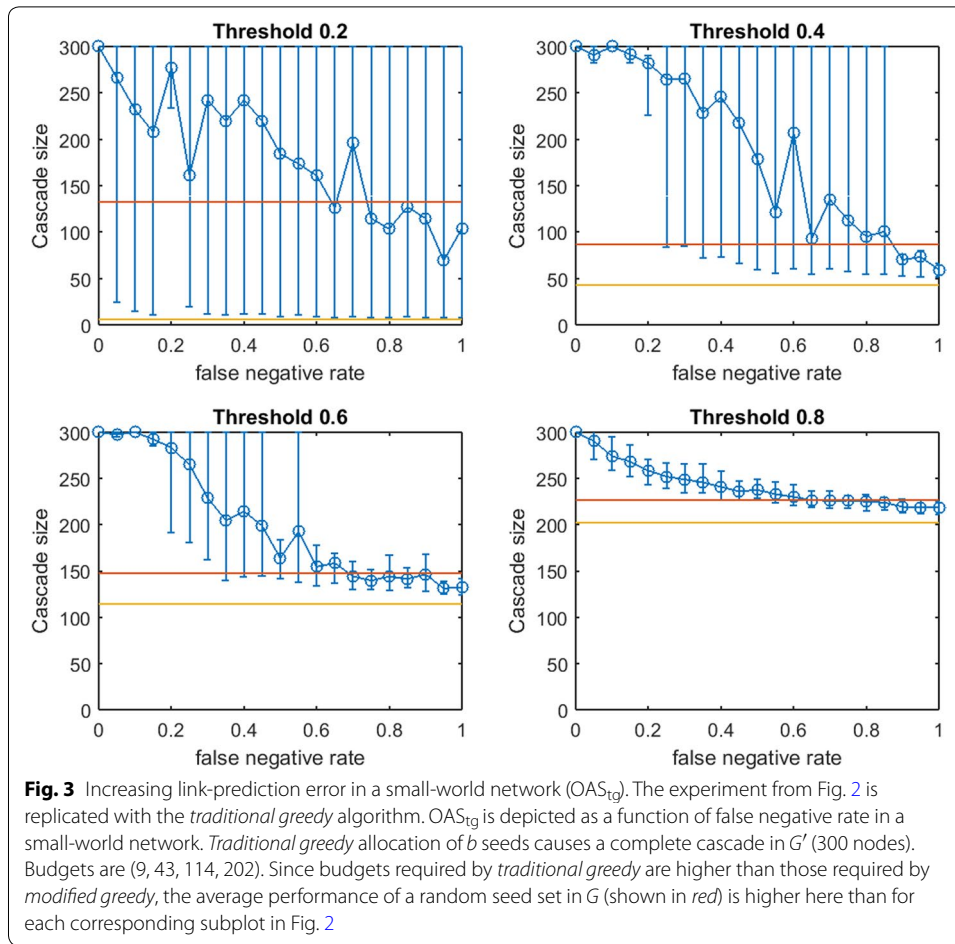 Threshold 0.2
300
250
200
150
100
50
0
Cascade size
0 0.2 0.4 0.6 0.8 1
false negative rate
Threshold 0.4
300
250
200
150
100
50
0
Cascade size
0 0.2 0.4 0.6 0.8 1
false negative rate
Threshold 0.6
300
250
200
150
100
50
0
Cascade size
0 0.2 0.4 0.6 0.8 1
false negative rate
Threshold 0.8
300
250
200
150
100
50
0
Cascade size
0 0.2 0.4 0.6 0.8 1
false negative rate
Fig. 3 Increasing link-prediction error in a small-world network (OAStg). The experiment from Fig. 2 is
replicated with the traditional greedy algorithm. OAStg is depicted as a function of false negative rate in a
small-world network. Traditional greedy allocation of b seeds causes a complete cascade in G′ (300 nodes).
Budgets are (9, 43, 114, 202). Since budgets required by traditional greedy are higher than those required by
modified greedy, the average performance of a random seed set in G (shown in red) is higher here than for
each corresponding subplot in Fig. 2